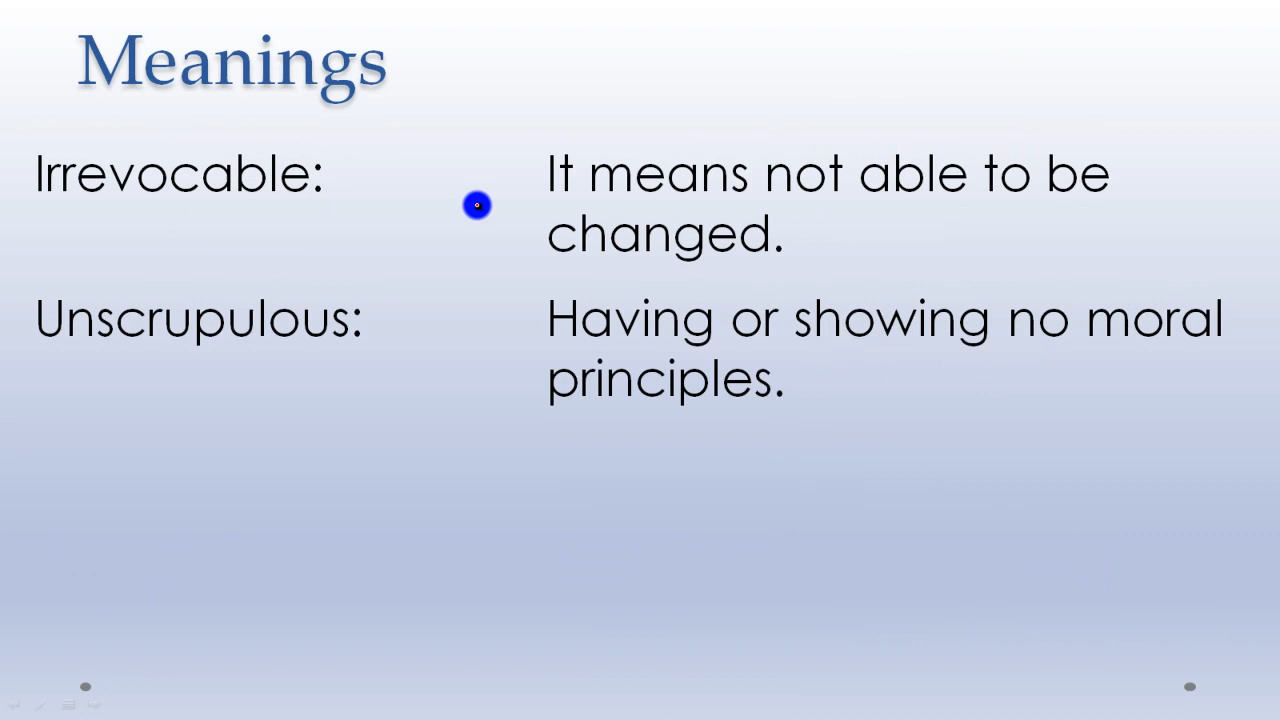 Meanings
Irrevocable: It means not able to be
changed.
Unscrupulous: Having or showing no moral
principles.